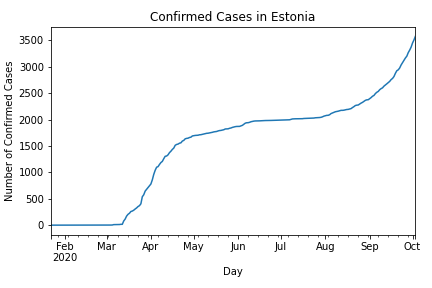 Confirmed Cases in Estonia
Number of Confirmed Cases
3500
3000
2500
2000
1500
1000
500
0
Feb Mar Apr May Jun Jul Aug Sep Oct
2020
Day